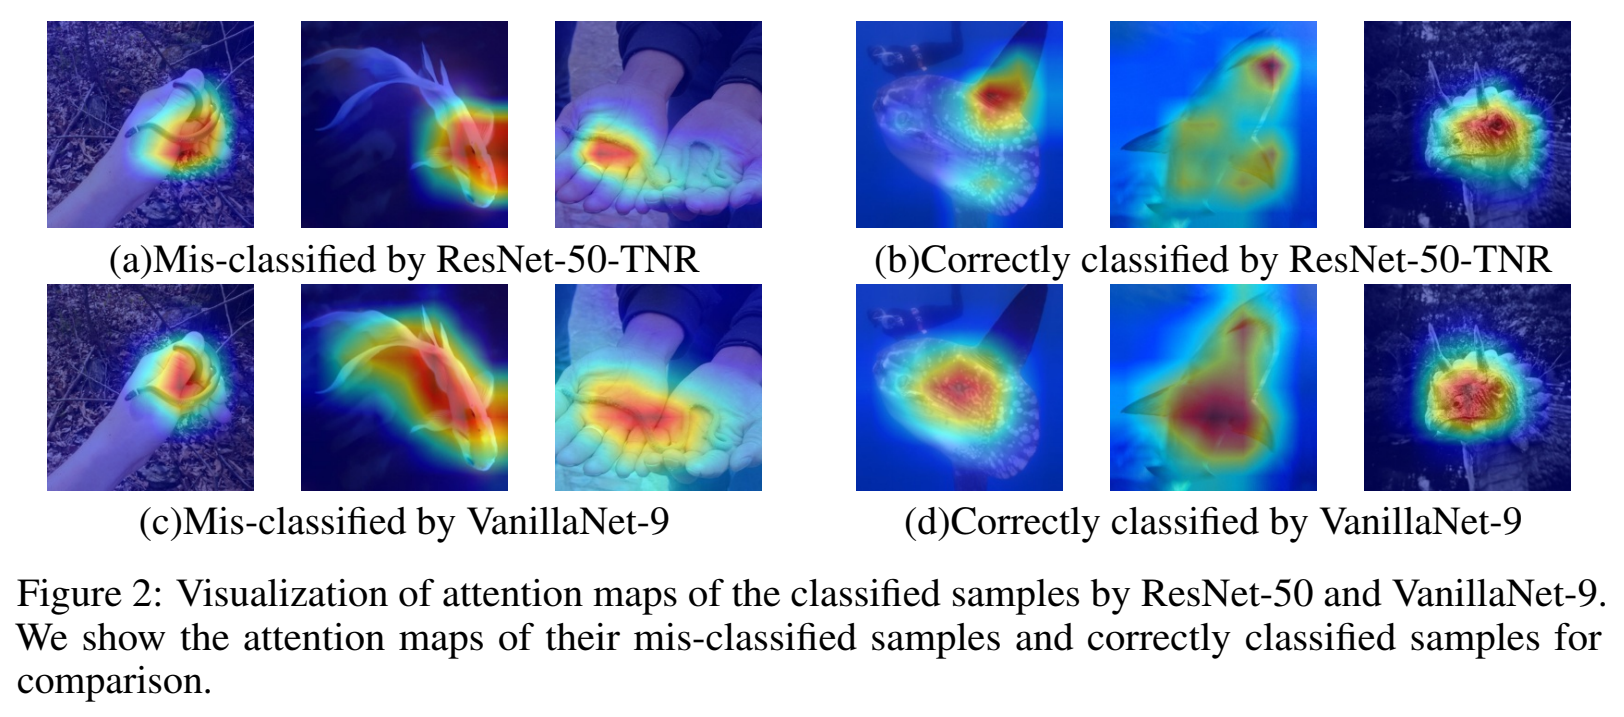 (a)Mis-classified by ResNet-50-TNR
(b)Correctly classified by ResNet-50-TNR
(c)Mis-classified by VanillaNet-9
(d)Correctly classified by VanillaNet-9
Figure 2: Visualization of attention maps of the classified samples by ResNet-50 and VanillaNet-9.
We show the attention maps of their mis-classified samples and correctly classified samples for
comparison.